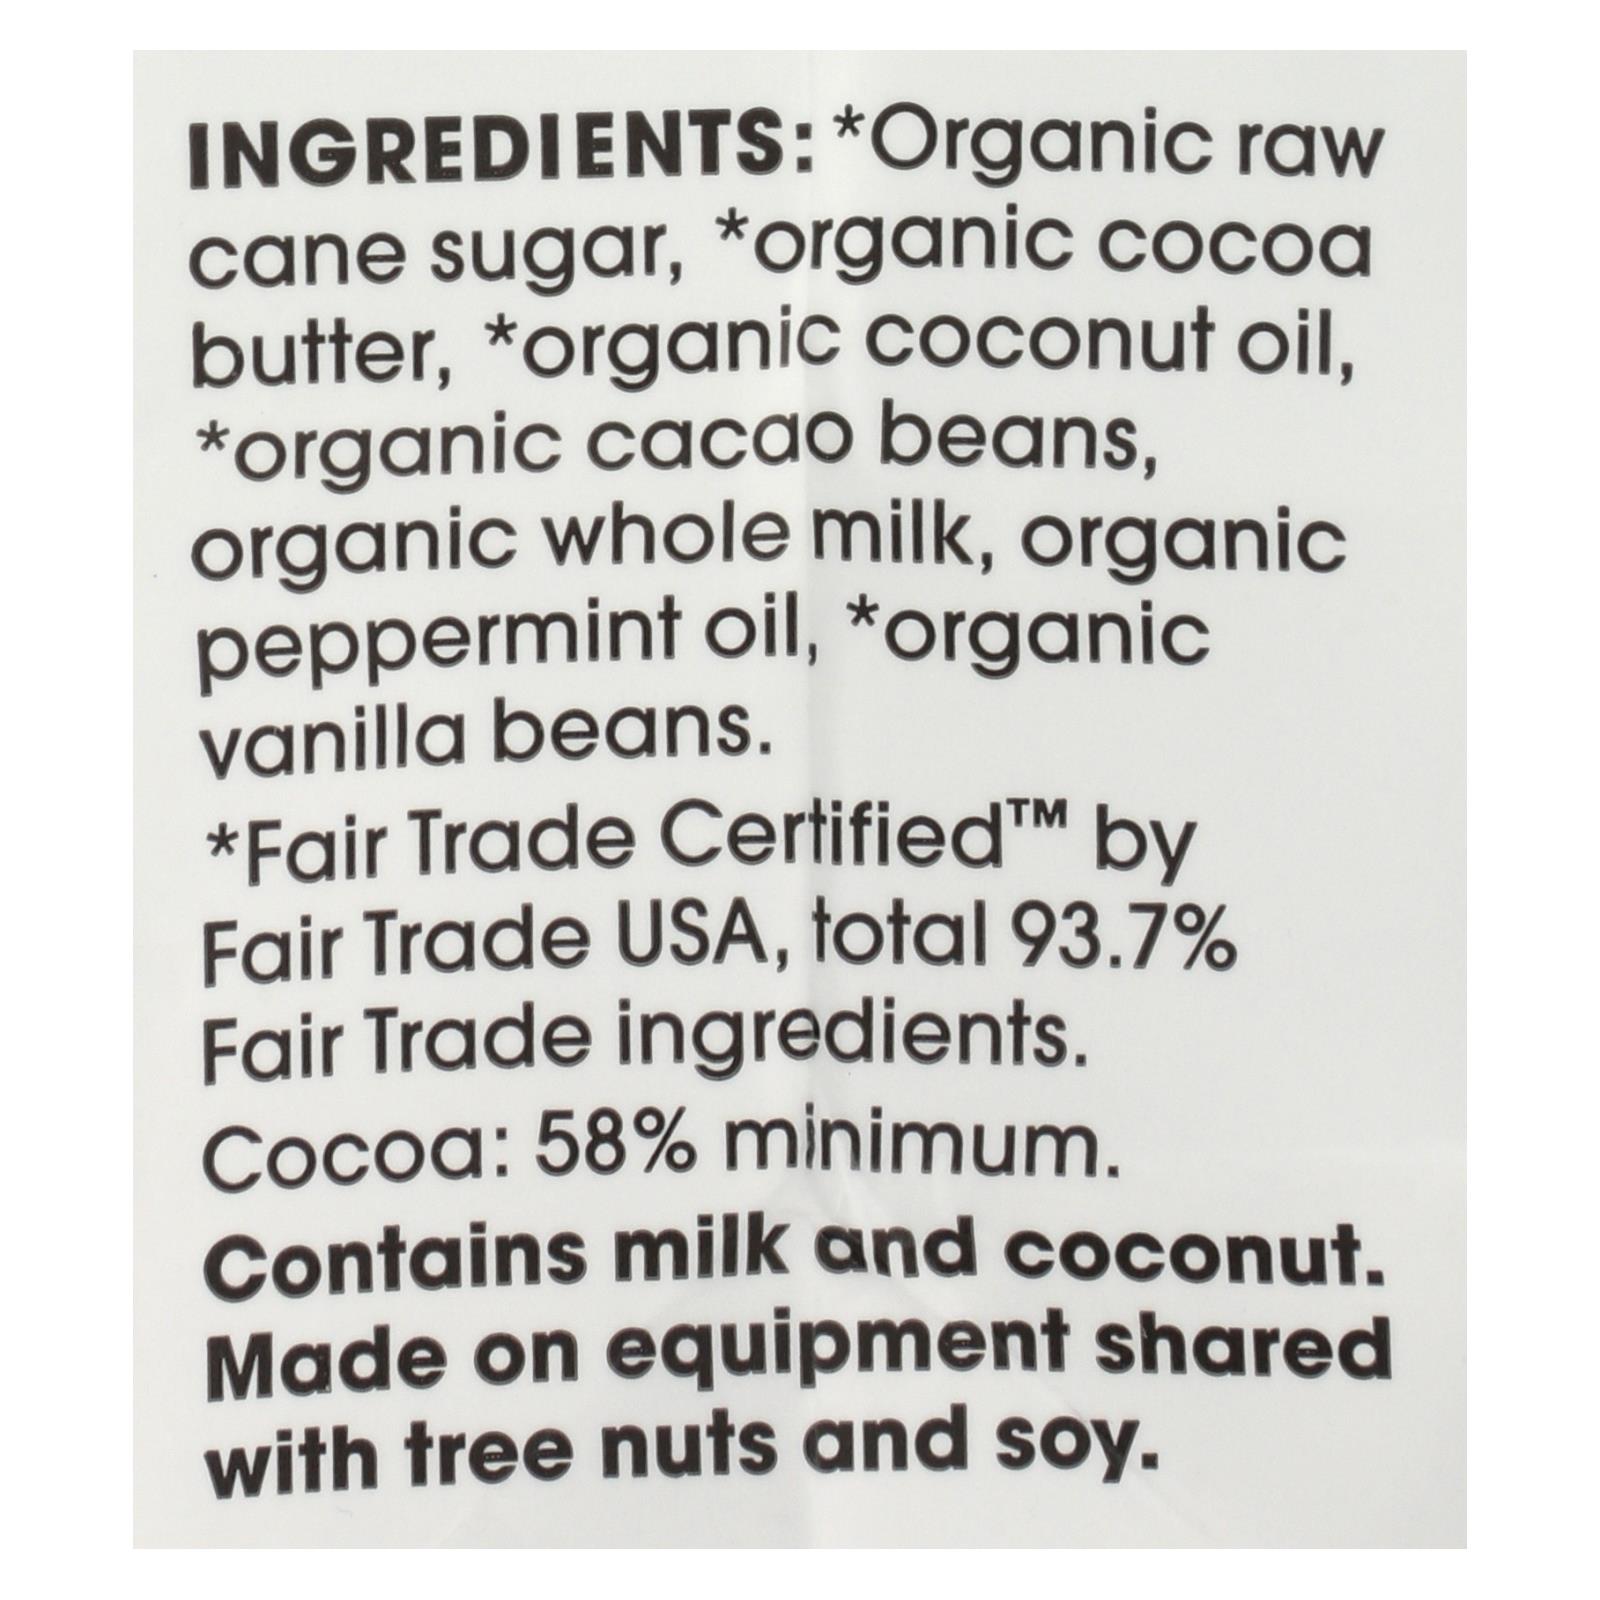 INGREDIENTS: *Organic raw
cane sugar, *organic cocoa
butter, *organic coconut oil,
*organic cacao beans,
organic whole milk, organic
peppermint oil, *organic
vanilla beans.
*Fair Trade Certified™ by
Fair Trade USA, total 93.7%
Fair Trade ingredients.
Cocoa: 58% minimum.
Contains milk and coconut.
Made on equipment shared
with tree nuts and soy.